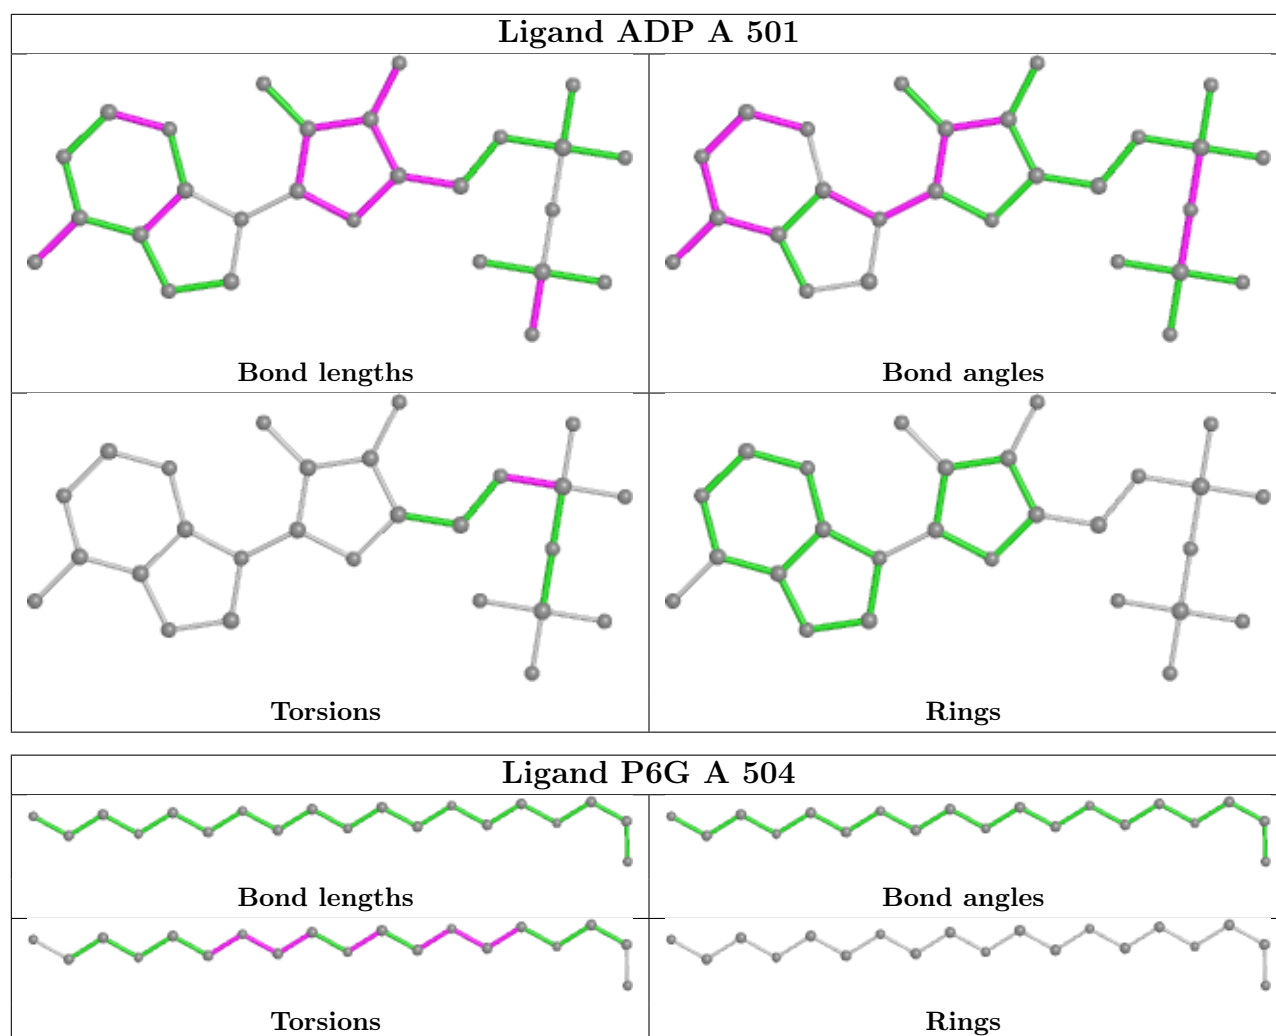 Ligand ADP A 501
Bond lengths
Bond angles
Torsions
Rings
Ligand P6G A 504
Bond lengths
Bond angles
Torsions
Rings